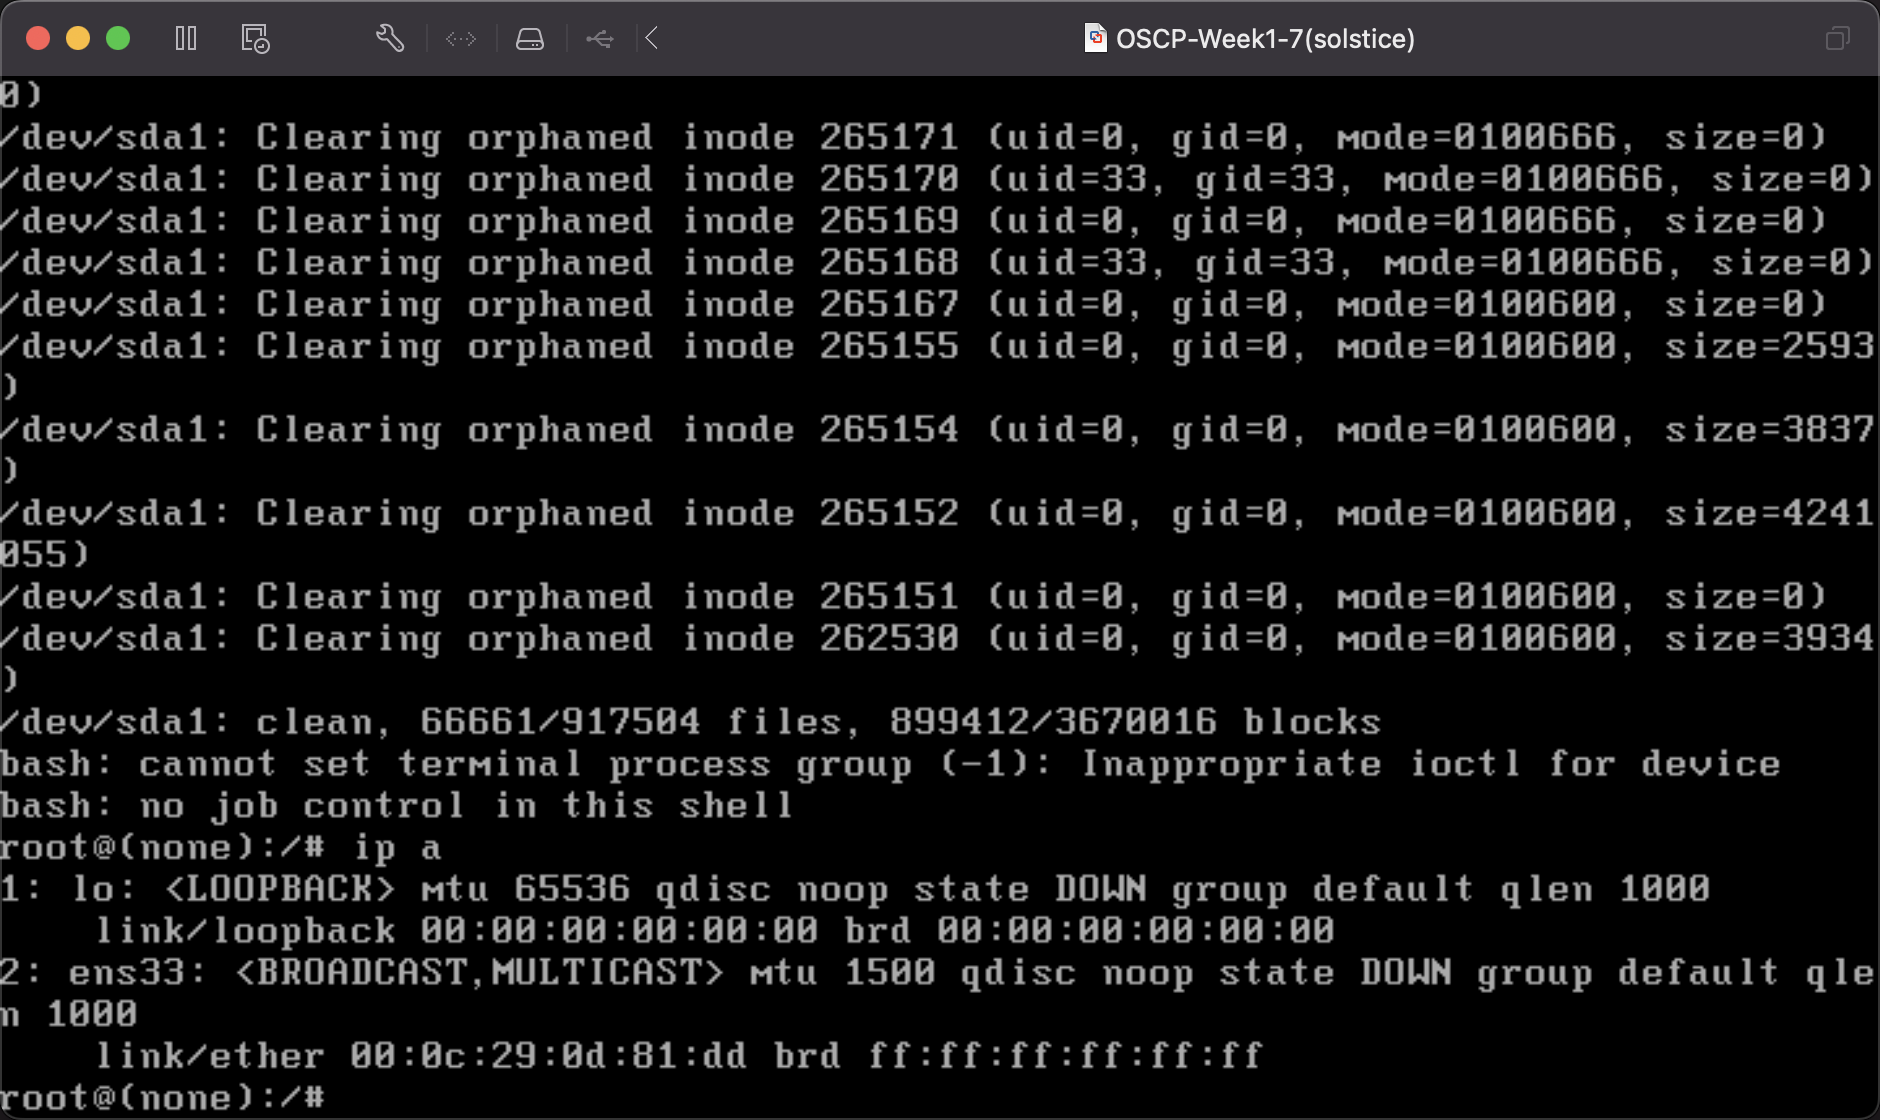 OSCP-Week1-7(solstice)
0)
/dev/sda1: Clearing orphaned inode 265171 (uid=0, gid=0, mode=0100666, size=0)
/dev/sda1: Clearing orphaned inode 265170 (uid=33, gid=33, mode=0100666, size=0)
/dev/sda1: Clearing orphaned inode 265169 (uid=0, gid=0, mode=0100666, size=0)
/dev/sda1: Clearing orphaned inode 265168 (uid=33, gid=33, mode=0100666, size=0)
/dev/sda1: Clearing orphaned inode 265167 (uid=0, gid=0, mode=0100600, size=0)
/dev/sda1: Clearing orphaned inode 265155 (uid=0, gid=0, mode=0100600, size=2593
)
/dev/sda1: Clearing orphaned inode 265154 (uid=0, gid=0, mode=0100600, size=3837
)
/dev/sda1: Clearing orphaned inode 265152 (uid=0, gid=0, mode=0100600, size=4241
055)
/dev/sda1: Clearing orphaned inode 265151 (uid=0, gid=0, mode=0100600, size=0)
/dev/sda1: Clearing orphaned inode 262530 (uid=0, gid=0, mode=0100600, size=3934
)
/dev/sda1: clean, 66661/917504 files, 899412/3670016 blocks
bash: cannot set terminal process group (-1): Inappropriate ioctl for device
bash: no job control in this shell
root@(none):/# ip a
1: lo: <LOOPBACK> mtu 65536 qdisc noop state DOWN group default qlen 1000
    link/loopback 00:00:00:00:00:00 brd 00:00:00:00:00:00
2: ens33: <BROADCAST,MULTICAST> mtu 1500 qdisc noop state DOWN group default qle
n 1000
    link/ether 00:0c:29:0d:81:dd brd ff:ff:ff:ff:ff:ff
root@(none):/#